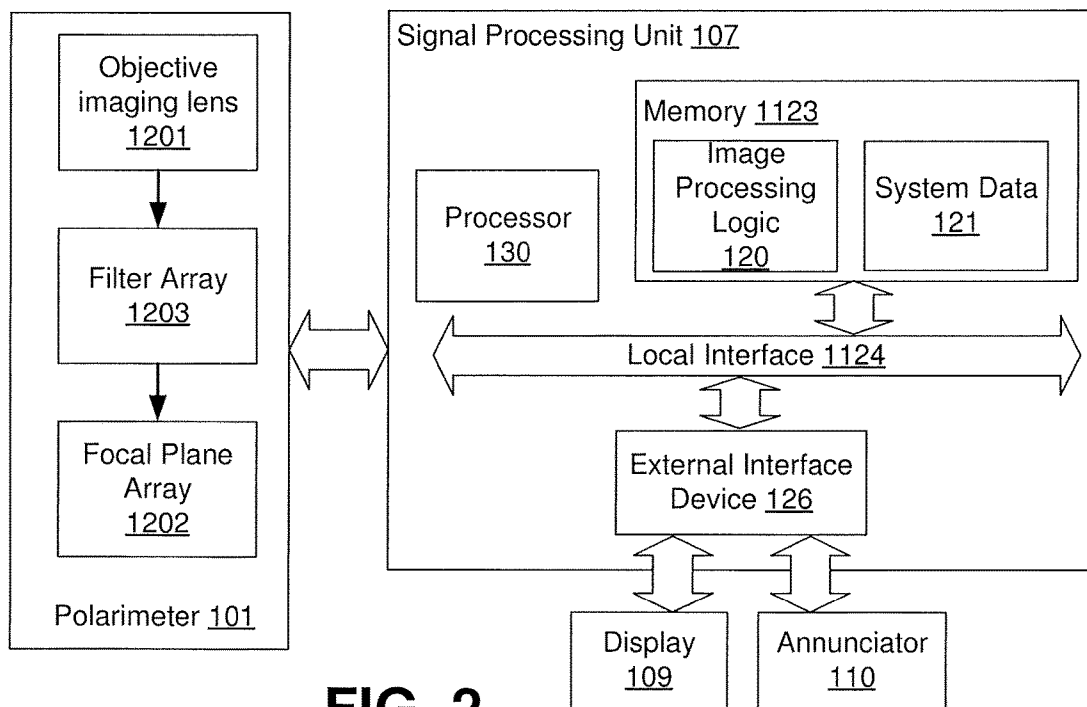 Objective
imaging lens
1201
Filter Array
1203
Focal Plane
Array
1202
Polarimeter 101
Signal Processing Unit 107
Memory 1123
Image
Processing
Logic
120
System Data
121
Processor
130
Local Interface 1124
External Interface
Device 126
Display
109
Annunciator
110
FIG. 2